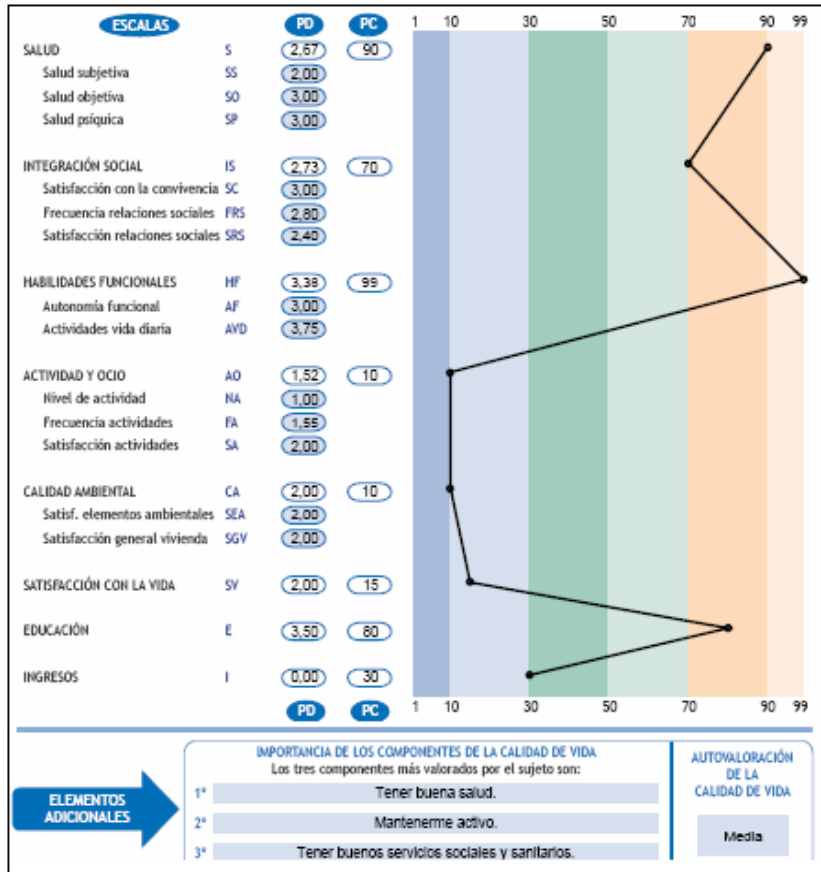 ESCALAS PD PC 1 10 30 50 70 90 99
SALUD S 2,67 90
Salud subjetiva SS 2,00
Salud objetiva SO 3,00
Salud psíquica SP 3,00
INTEGRACIÓN SOCIAL IS 2,73 70
Satisfacción con la convivencia SC 3,00
Frecuencia relaciones sociales FRS 2,80
Satisfacción relaciones sociales SRS 2,40
HABILIDADES FUNCIONALES HF 3,38 99
Autonomía funcional AF 3,00
Actividades vida diaria AVD 3,75
ACTIVIDAD Y OCIO AO 1,52 10
Nivel de actividad NA 1,00
Frecuencia actividades FA 1,55
Satisfacción actividades SA 2,00
CALIDAD AMBIENTAL CA 2,00 10
Satisf. elementos ambientales SEA 2,00
Satisfacción general vivienda SGV 2,00
SATISFACCIÓN CON LA VIDA SV 2,00 15
EDUCACIÓN E 3,50 80
INGRESOS I 0,00 30
PD PC 1 10 30 50 70 90 99
ELEMENTOS
ADICIONALES
IMPORTANCIA DE LOS COMPONENTES DE LA CALIDAD DE VIDA
Los tres componentes más valorados por el sujeto son:
1º Tener buena salud.
2º Mantenerme activo.
3º Tener buenos servicios sociales y sanitarios.
AUTOVALORACIÓN
DE LA
CALIDAD DE VIDA
Media